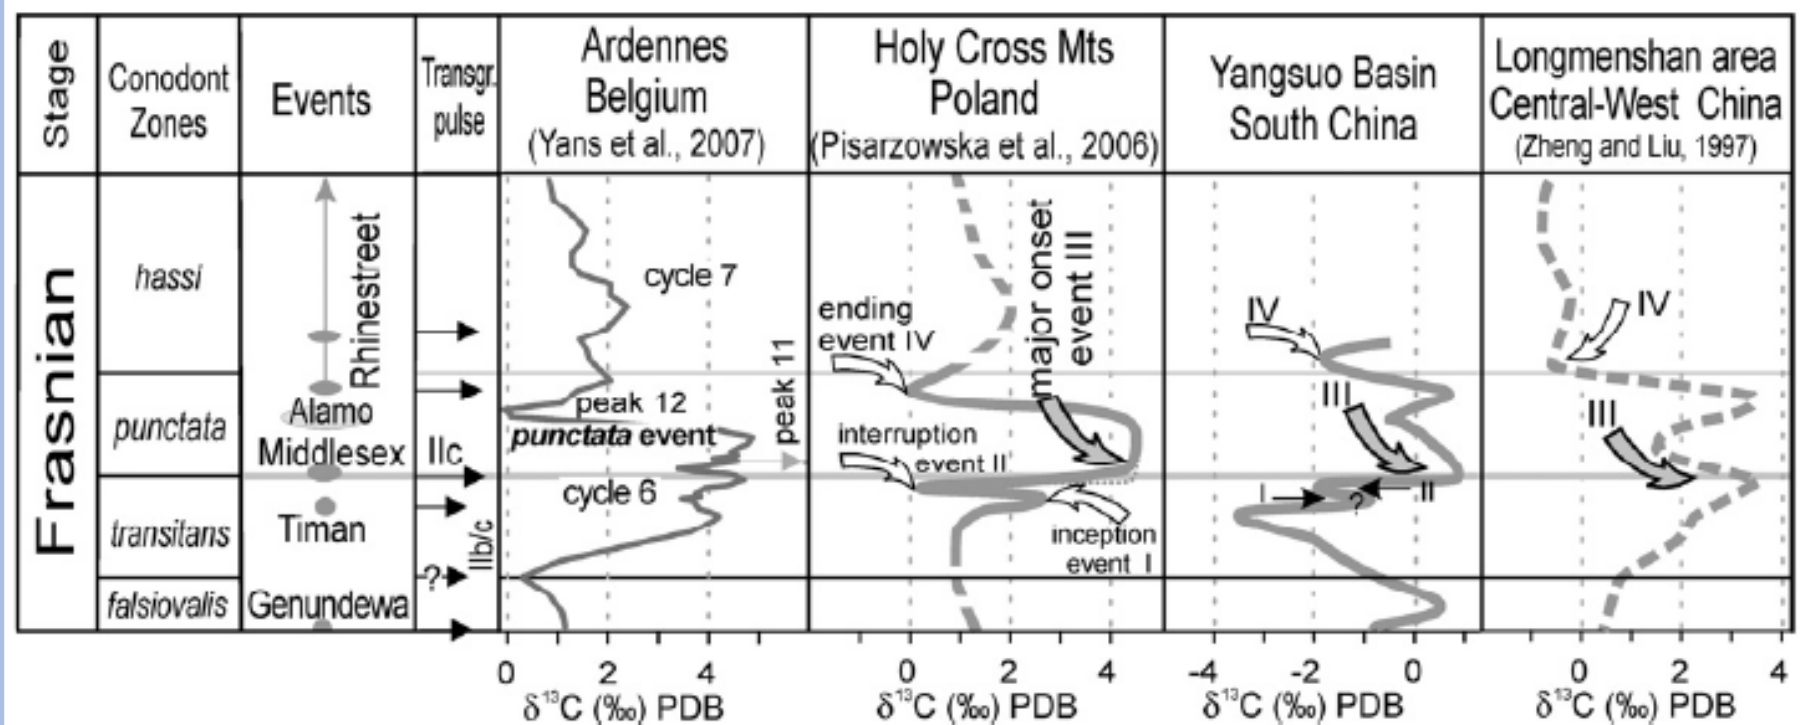 Stage
Conodont
Zones
Events
Transgr.
pulse
Ardennes
Belgium
(Yans et al., 2007)
Holy Cross Mts
Poland
(Pisarzowska et al., 2006)
Yangsuo Basin
South China
Longmenshan area
Central-West China
(Zheng and Liu, 1997)
Frasnian
hassi
punctata
transitans
falsiovalis
Rhinestreet
Alamo
Middlesex
Timan
Genundewa
IIc
IIb/c
?
cycle 7
peak 12
punctata event
peak 11
cycle 6
ending
event IV
major onset
event III
interruption
event II
inception
event I
IV
III
I
?
II
IV
III
0 2 4
δ¹³C (‰) PDB
0 2 4
δ¹³C (‰) PDB
-4 -2 0
δ¹³C (‰) PDB
0 2 4
δ¹³C (‰) PDB